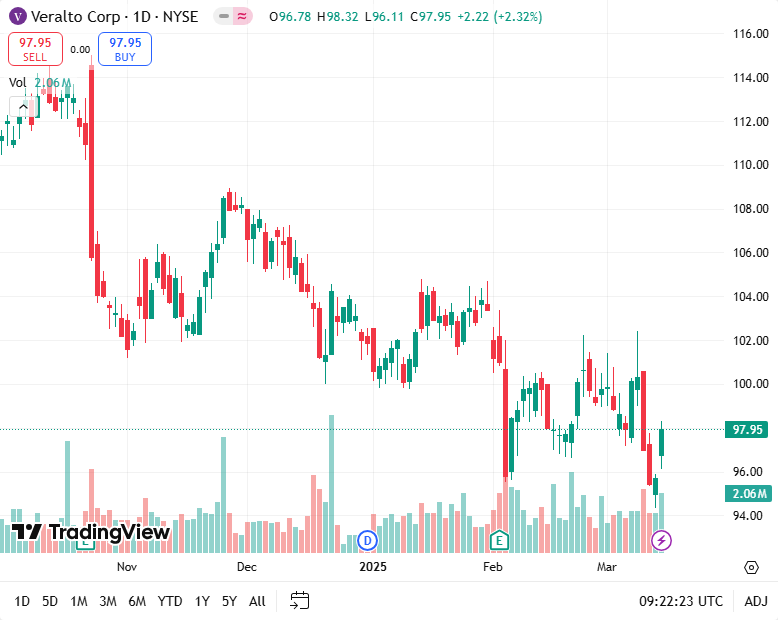 V Veralto Corp · 1D · NYSE O96.78 H98.32 L96.11 C97.95 +2.22 (+2.32%)
97.95 SELL 0.00 97.95 BUY
Vol 2.06M
116.00
114.00
112.00
110.00
108.00
106.00
104.00
102.00
100.00
97.95
96.00
2.06M
94.00
TradingView
E D E
Nov Dec 2025 Feb Mar
1D 5D 1M 3M 6M YTD 1Y 5Y All 09:22:23 UTC ADJ